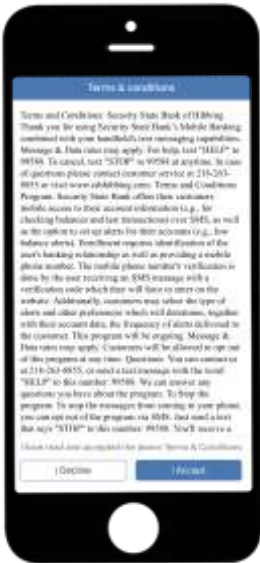 Terms & conditions
Terms and Conditions: Security State Bank of Hibbing
Thank you for using Security State Bank's Mobile Banking
combined with your handheld's text messaging capabilities.
Message & Data rates may apply. For help, text "HELP" to
99588. To cancel, text "STOP" to 99588 at anytime. In case
of questions please contact customer service at 218-263-
8855 or visit
Terms and Conditions
Program: Security State Bank offers their customers
mobile access to their account information (e.g., for
checking balances and last transactions) over SMS, as well
as the option to set up alerts for their accounts (e.g., low
balance alerts). Enrollment requires identification of the
user's banking relationship as well as providing a mobile
phone number. The mobile phone number's verification is
done by the user receiving an SMS message with a
verification code which they will have to enter on the
website. Additionally, customers may select the type of
alerts and other preferences which will determine, together
with their account data, the frequency of alerts delivered to
the customer. This program will be ongoing. Message &
Data rates may apply. Customers will be allowed to opt out
of this program at any time. Questions: You can contact us
at 218-263-8855, or send a text message with the word
"HELP" to this number: 99588. We can answer any
questions you have about the program. To Stop the
program: To stop the messages from coming to your phone,
you can opt out of the program via SMS. Just send a text
that says "STOP" to this number: 99588. You'll receive a
I have read and accepted the above Terms & Conditions
I Decline
I Accept